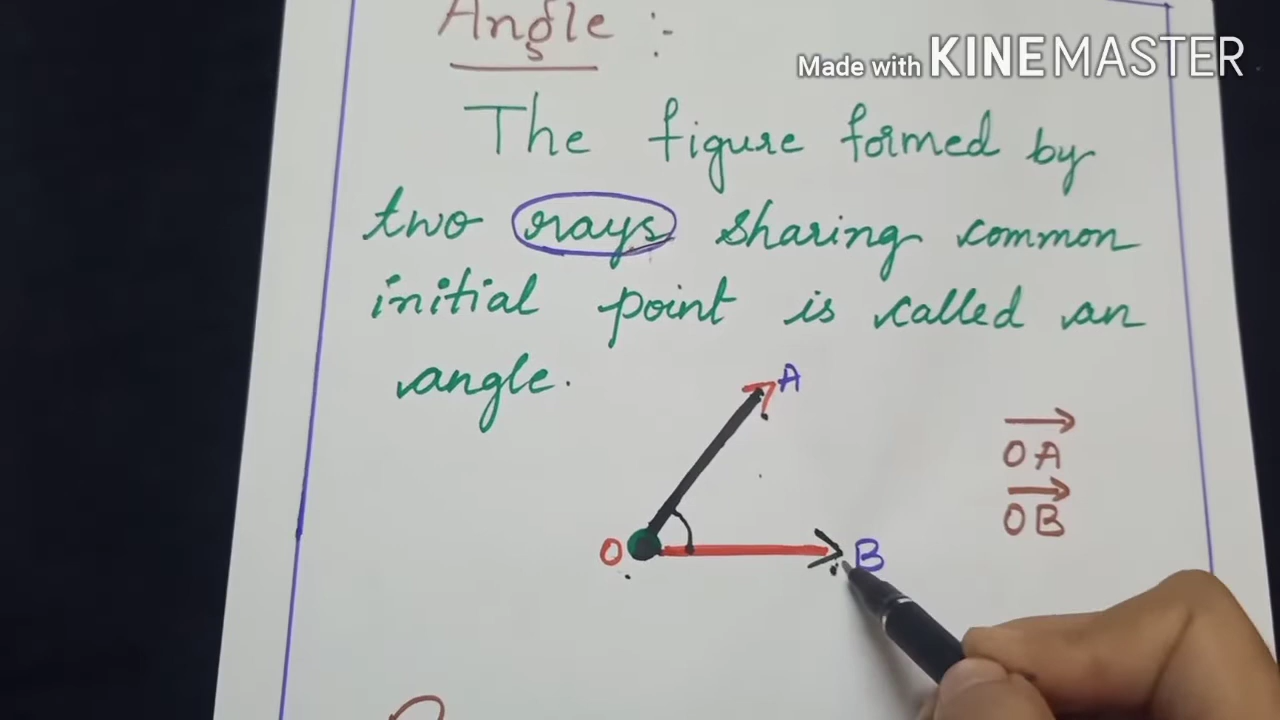 Angle :-
Made with KINEMASTER
The figure formed by
two rays sharing common
initial point is called an
angle.
A
OA
OB
O
B